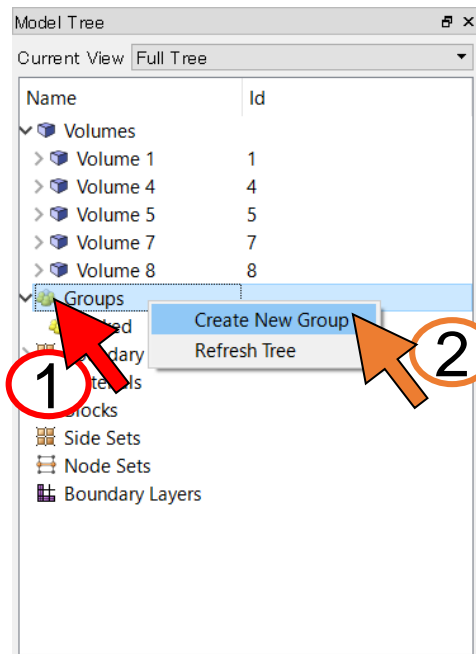 Model Tree
Current View Full Tree
Name Id
Volumes
Volume 1 1
Volume 4 4
Volume 5 5
Volume 7 7
Volume 8 8
Groups
Create New Group
Refresh Tree
1
2
Side Sets
Node Sets
Boundary Layers